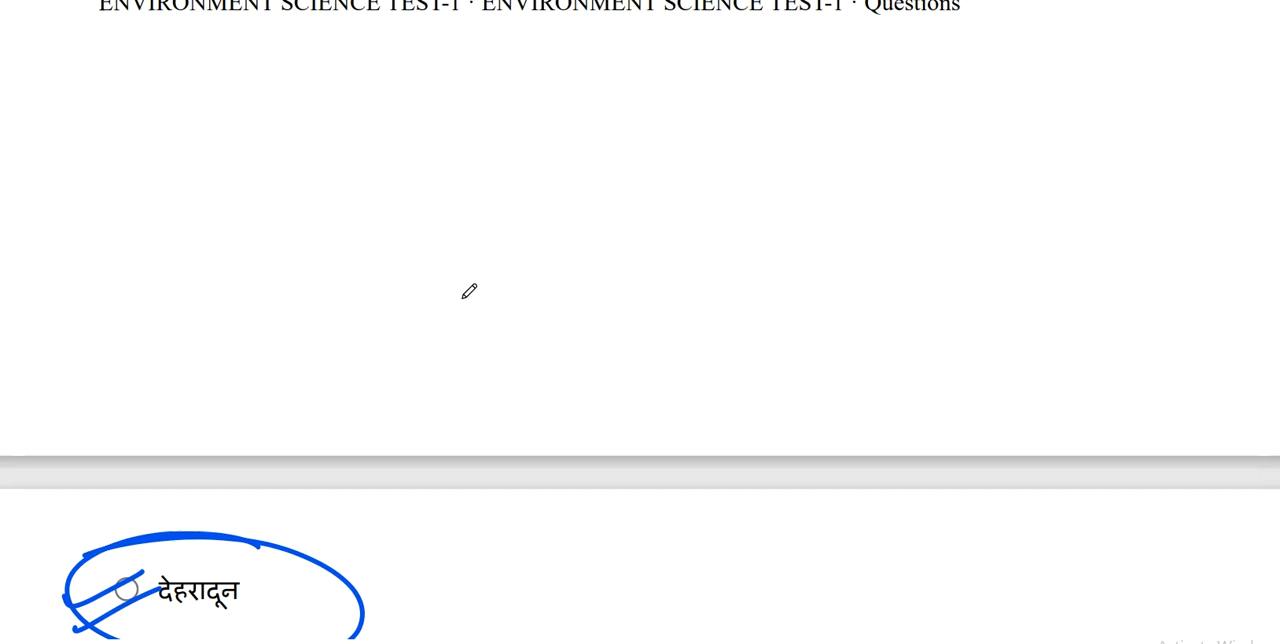 ENVIRONMENT SCIENCE TEST-1 · ENVIRONMENT SCIENCE TEST-1 · Questions
देहरादून